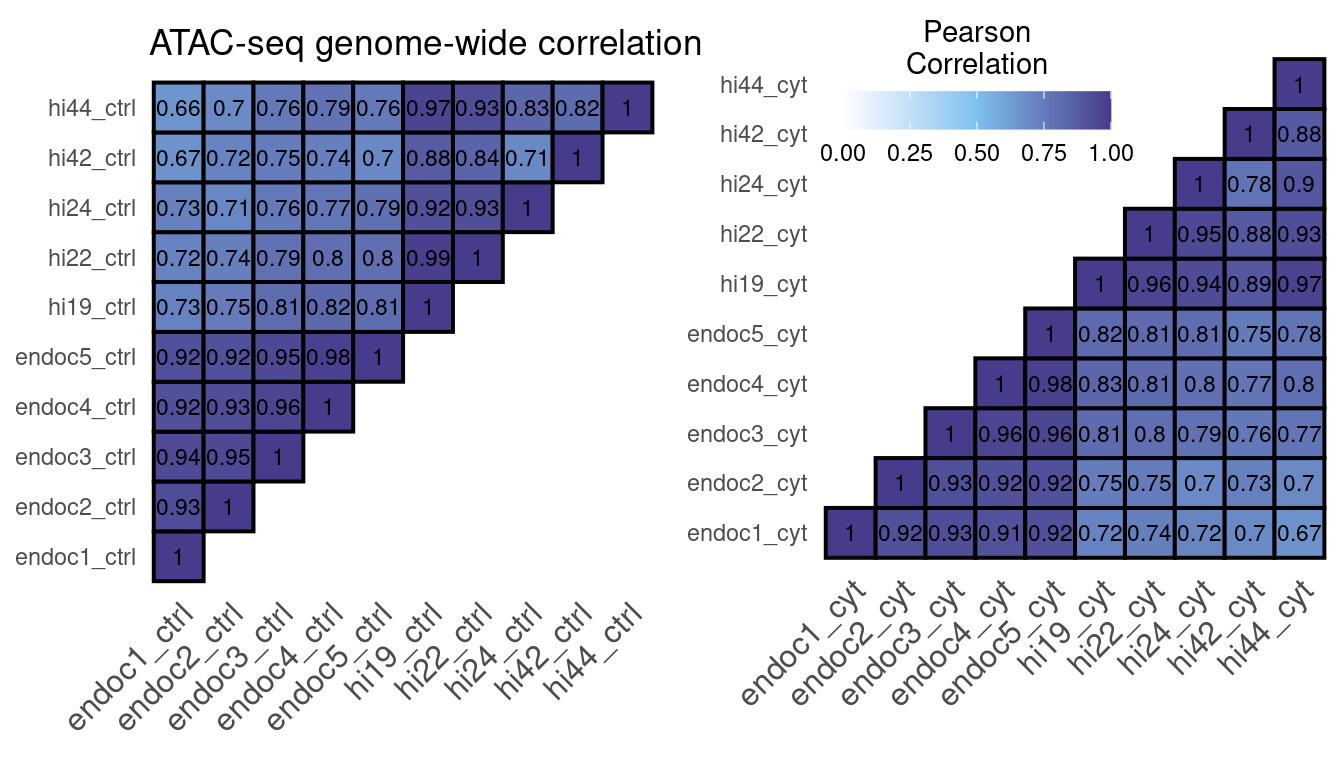 ATAC-seq genome-wide correlation
hi44_ctrl 0.66 0.7 0.76 0.79 0.76 0.97 0.93 0.83 0.82 1
hi42_ctrl 0.67 0.72 0.75 0.74 0.7 0.88 0.84 0.71 1
hi24_ctrl 0.73 0.71 0.76 0.77 0.79 0.92 0.93 1
hi22_ctrl 0.72 0.74 0.79 0.8 0.8 0.99 1
hi19_ctrl 0.73 0.75 0.81 0.82 0.81 1
endoc5_ctrl 0.92 0.92 0.95 0.98 1
endoc4_ctrl 0.92 0.93 0.96 1
endoc3_ctrl 0.94 0.95 1
endoc2_ctrl 0.93 1
endoc1_ctrl 1
endoc1_ctrl endoc2_ctrl endoc3_ctrl endoc4_ctrl endoc5_ctrl hi19_ctrl hi22_ctrl hi24_ctrl hi42_ctrl hi44_ctrl
Pearson
Correlation
0.00 0.25 0.50 0.75 1.00
hi44_cyt 1
hi42_cyt 1 0.88
hi24_cyt 1 0.78 0.9
hi22_cyt 1 0.95 0.88 0.93
hi19_cyt 1 0.96 0.94 0.89 0.97
endoc5_cyt 1 0.82 0.81 0.81 0.75 0.78
endoc4_cyt 1 0.98 0.83 0.81 0.8 0.77 0.8
endoc3_cyt 1 0.96 0.96 0.81 0.8 0.79 0.76 0.77
endoc2_cyt 1 0.93 0.92 0.92 0.75 0.75 0.7 0.73 0.7
endoc1_cyt 1 0.92 0.93 0.91 0.92 0.72 0.74 0.72 0.7 0.67
endoc1_cyt endoc2_cyt endoc3_cyt endoc4_cyt endoc5_cyt hi19_cyt hi22_cyt hi24_cyt hi42_cyt hi44_cyt